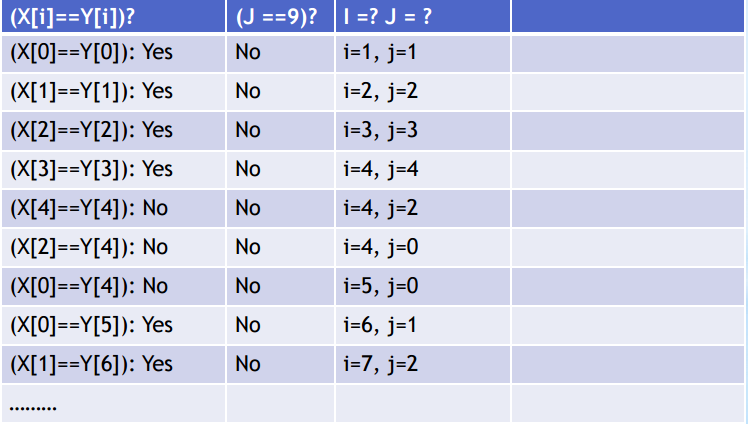 (X[i]==Y[i])? (J ==9)? I =? J = ?
(X[0]==Y[0]): Yes No i=1, j=1
(X[1]==Y[1]): Yes No i=2, j=2
(X[2]==Y[2]): Yes No i=3, j=3
(X[3]==Y[3]): Yes No i=4, j=4
(X[4]==Y[4]): No No i=4, j=2
(X[2]==Y[4]): No No i=4, j=0
(X[0]==Y[4]): No No i=5, j=0
(X[0]==Y[5]): Yes No i=6, j=1
(X[1]==Y[6]): Yes No i=7, j=2
.........